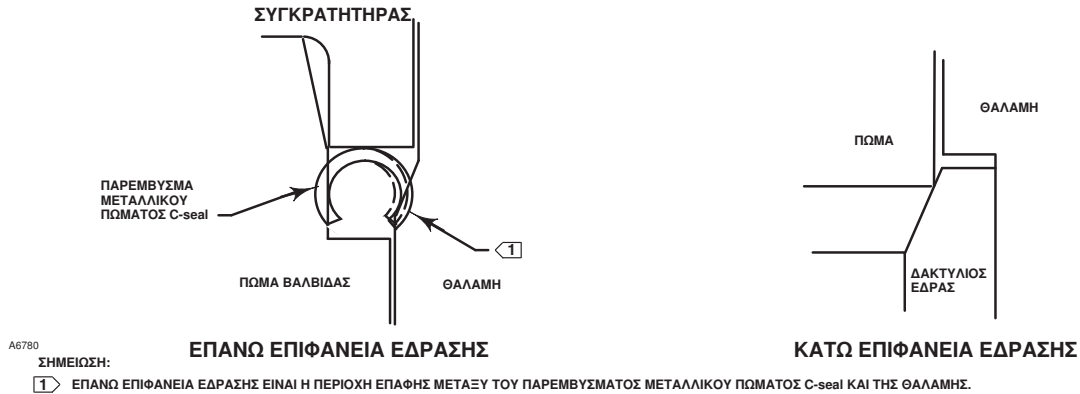 ΣΥΓΚΡΑΤΗΤΗΡΑΣ
ΠΑΡΕΜΒΥΣΜΑ
ΜΕΤΑΛΛΙΚΟΥ
ΠΩΜΑΤΟΣ C-seal
1
ΠΩΜΑ ΒΑΛΒΙΔΑΣ
ΘΑΛΑΜΗ
ΕΠΑΝΩ ΕΠΙΦΑΝΕΙΑ ΕΔΡΑΣΗΣ
ΠΩΜΑ
ΘΑΛΑΜΗ
ΔΑΚΤΥΛΙΟΣ
ΕΔΡΑΣ
ΚΑΤΩ ΕΠΙΦΑΝΕΙΑ ΕΔΡΑΣΗΣ
A6780
ΣΗΜΕΙΩΣΗ:
1 ΕΠΑΝΩ ΕΠΙΦΑΝΕΙΑ ΕΔΡΑΣΗΣ ΕΙΝΑΙ Η ΠΕΡΙΟΧΗ ΕΠΑΦΗΣ ΜΕΤΑΞΥ ΤΟΥ ΠΑΡΕΜΒΥΣΜΑΤΟΣ ΜΕΤΑΛΛΙΚΟΥ ΠΩΜΑΤΟΣ C-seal ΚΑΙ ΤΗΣ ΘΑΛΑΜΗΣ.